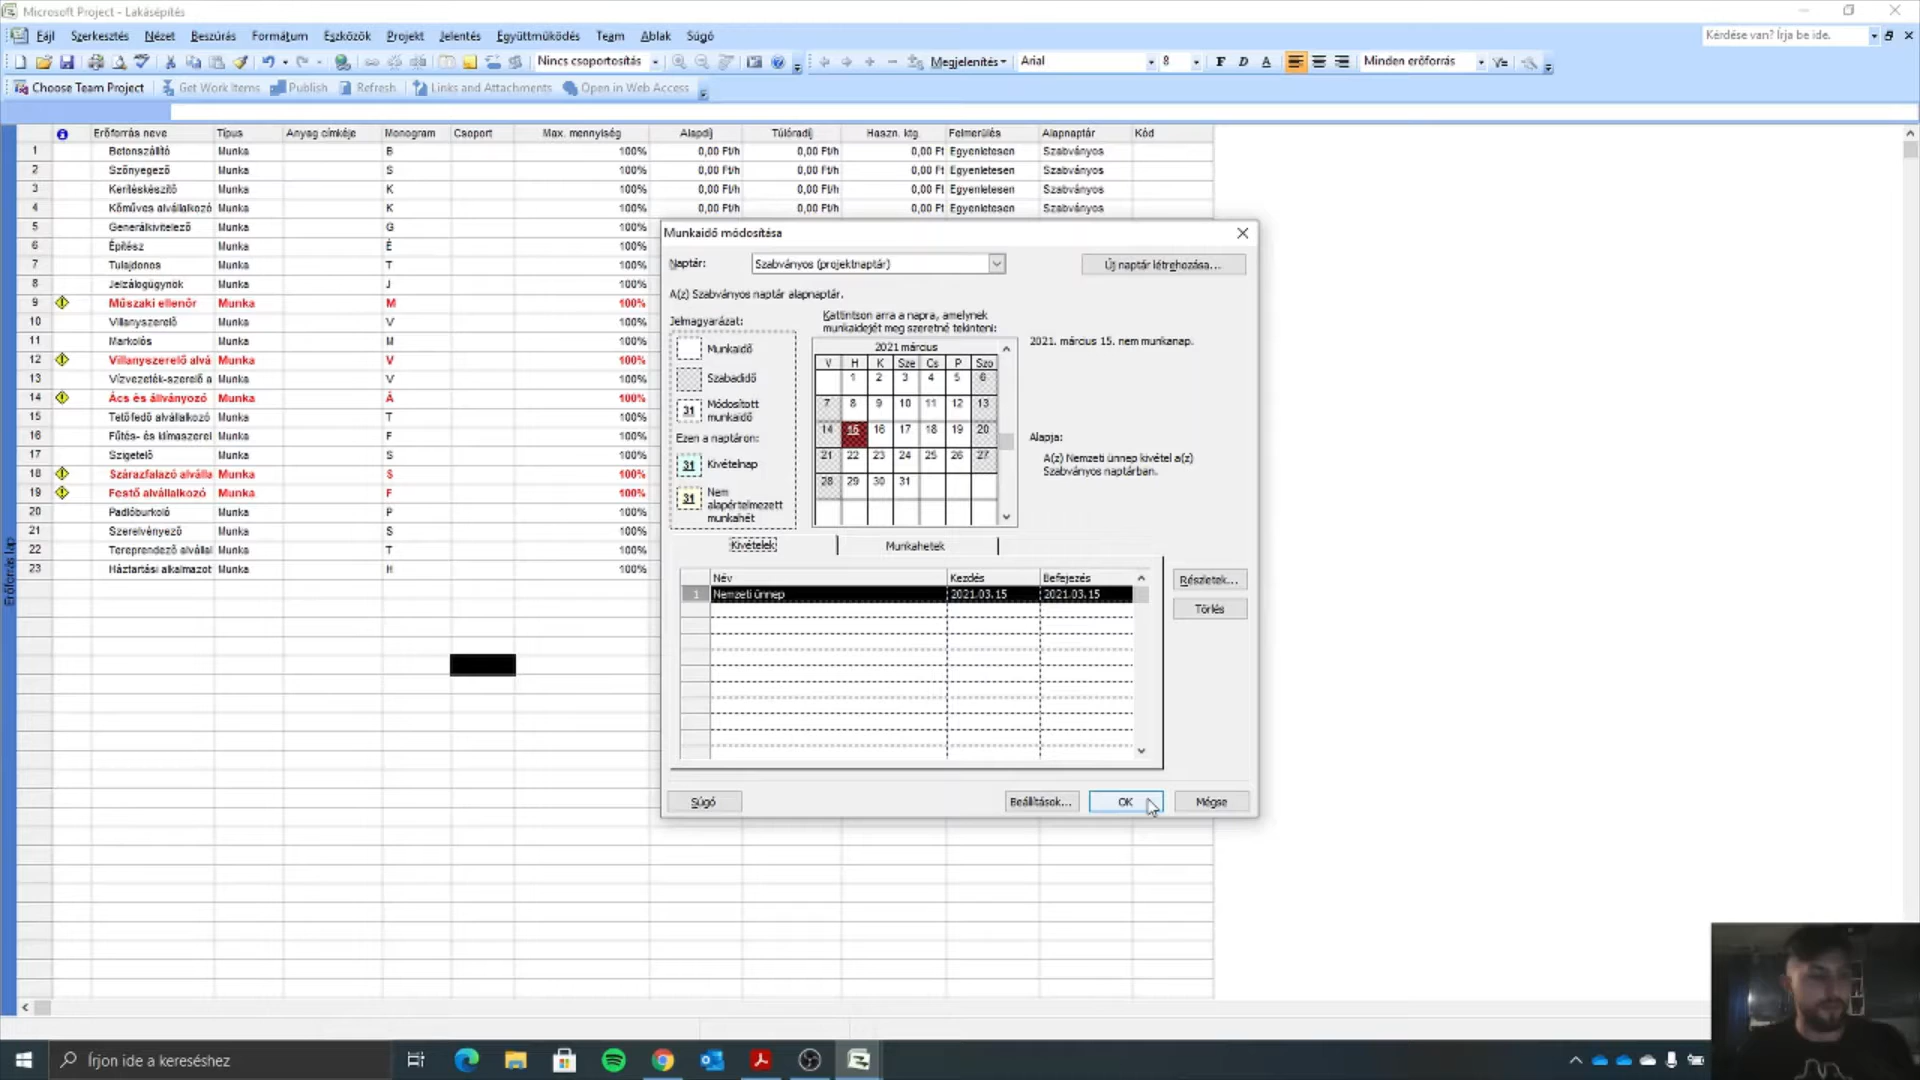 Microsoft Project - Lakásépítés
Fájl Szerkesztés Nézet Beszúrás Formátum Eszközök Projekt Jelentés Együttműködés Team Ablak Súgó
Kérdése van? Írja be ide.
Nincs csoportosítás Megjelenítés Arial 8 F D A Minden erőforrás
Choose Team Project Get Work Items Publish Refresh Links and Attachments Open in Web Access
Erőforrás neve Típus Anyag címkéje Monogram Csoport Max. mennyiség Alapdíj Túlóradíj Haszn. ktg Felmerülés Alapnaptár Kód
1 Betonszállító Munka B 100% 0,00 Ft/h 0,00 Ft/h 0,00 Ft Egyenletesen Szabványos
2 Szőnyegező Munka S 100% 0,00 Ft/h 0,00 Ft/h 0,00 Ft Egyenletesen Szabványos
3 Kerítéskészítő Munka K 100% 0,00 Ft/h 0,00 Ft/h 0,00 Ft Egyenletesen Szabványos
4 Kőműves alvállalkozó Munka K 100% 0,00 Ft/h 0,00 Ft/h 0,00 Ft Egyenletesen Szabványos
5 Generálkivitelező Munka G 100%
6 Építész Munka É 100%
7 Tulajdonos Munka T 100%
8 Jelzálogügynök Munka J 100%
9 Műszaki ellenőr Munka M 100%
10 Villanyszerelő Munka V 100%
11 Markolós Munka M 100%
12 Villanyszerelő alvá Munka V 100%
13 Vízvezeték-szerelő a Munka V 100%
14 Ács és állványozó Munka Á 100%
15 Tetőfedő alvállalkozó Munka T 100%
16 Fűtés- és klímaszerel Munka F 100%
17 Szigetelő Munka S 100%
18 Szárazfalazó alválla Munka S 100%
19 Festő alvállalkozó Munka F 100%
20 Padlóburkoló Munka P 100%
21 Szerelvényező Munka S 100%
22 Tereprendező alvállal Munka T 100%
23 Háztartási alkalmazot Munka H 100%
Erőforrás lap
Munkaidő módosítása
Naptár: Szabványos (projektnaptár) Új naptár létrehozása...
A(z) Szabványos naptár alapnaptár.
Jelmagyarázat:
Munkaidő
Szabadidő
31 Módosított
munkaidő
Ezen a naptáron:
31 Kivételnap
31 Nem
alapértelmezett
munkahét
Kattintson arra a napra, amelynek
munkaidejét meg szeretné tekinteni:
2021 március
V H K Sze Cs P Szo
1 2 3 4 5 6
7 8 9 10 11 12 13
14 15 16 17 18 19 20
21 22 23 24 25 26 27
28 29 30 31
2021. március 15. nem munkanap.
Alapja:
A(z) Nemzeti ünnep kivétel a(z)
Szabványos naptárban.
Kivételek Munkahetek
Név Kezdés Befejezés
1 Nemzeti ünnep 2021.03.15 2021.03.15
Részletek...
Törlés
Súgó Beállítások... OK Mégse
Írjon ide a kereséshez